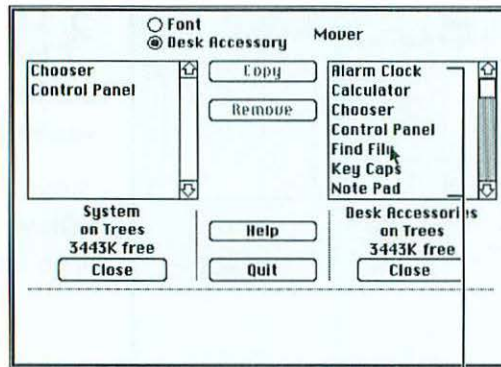 Font
Desk Accessory
Mover
Chooser
Control Panel
Copy
Remove
Alarm Clock
Calculator
Chooser
Control Panel
Find File
Key Caps
Note Pad
System
on Trees
3443K free
Close
Help
Quit
Desk Accessories
on Trees
3443K free
Close